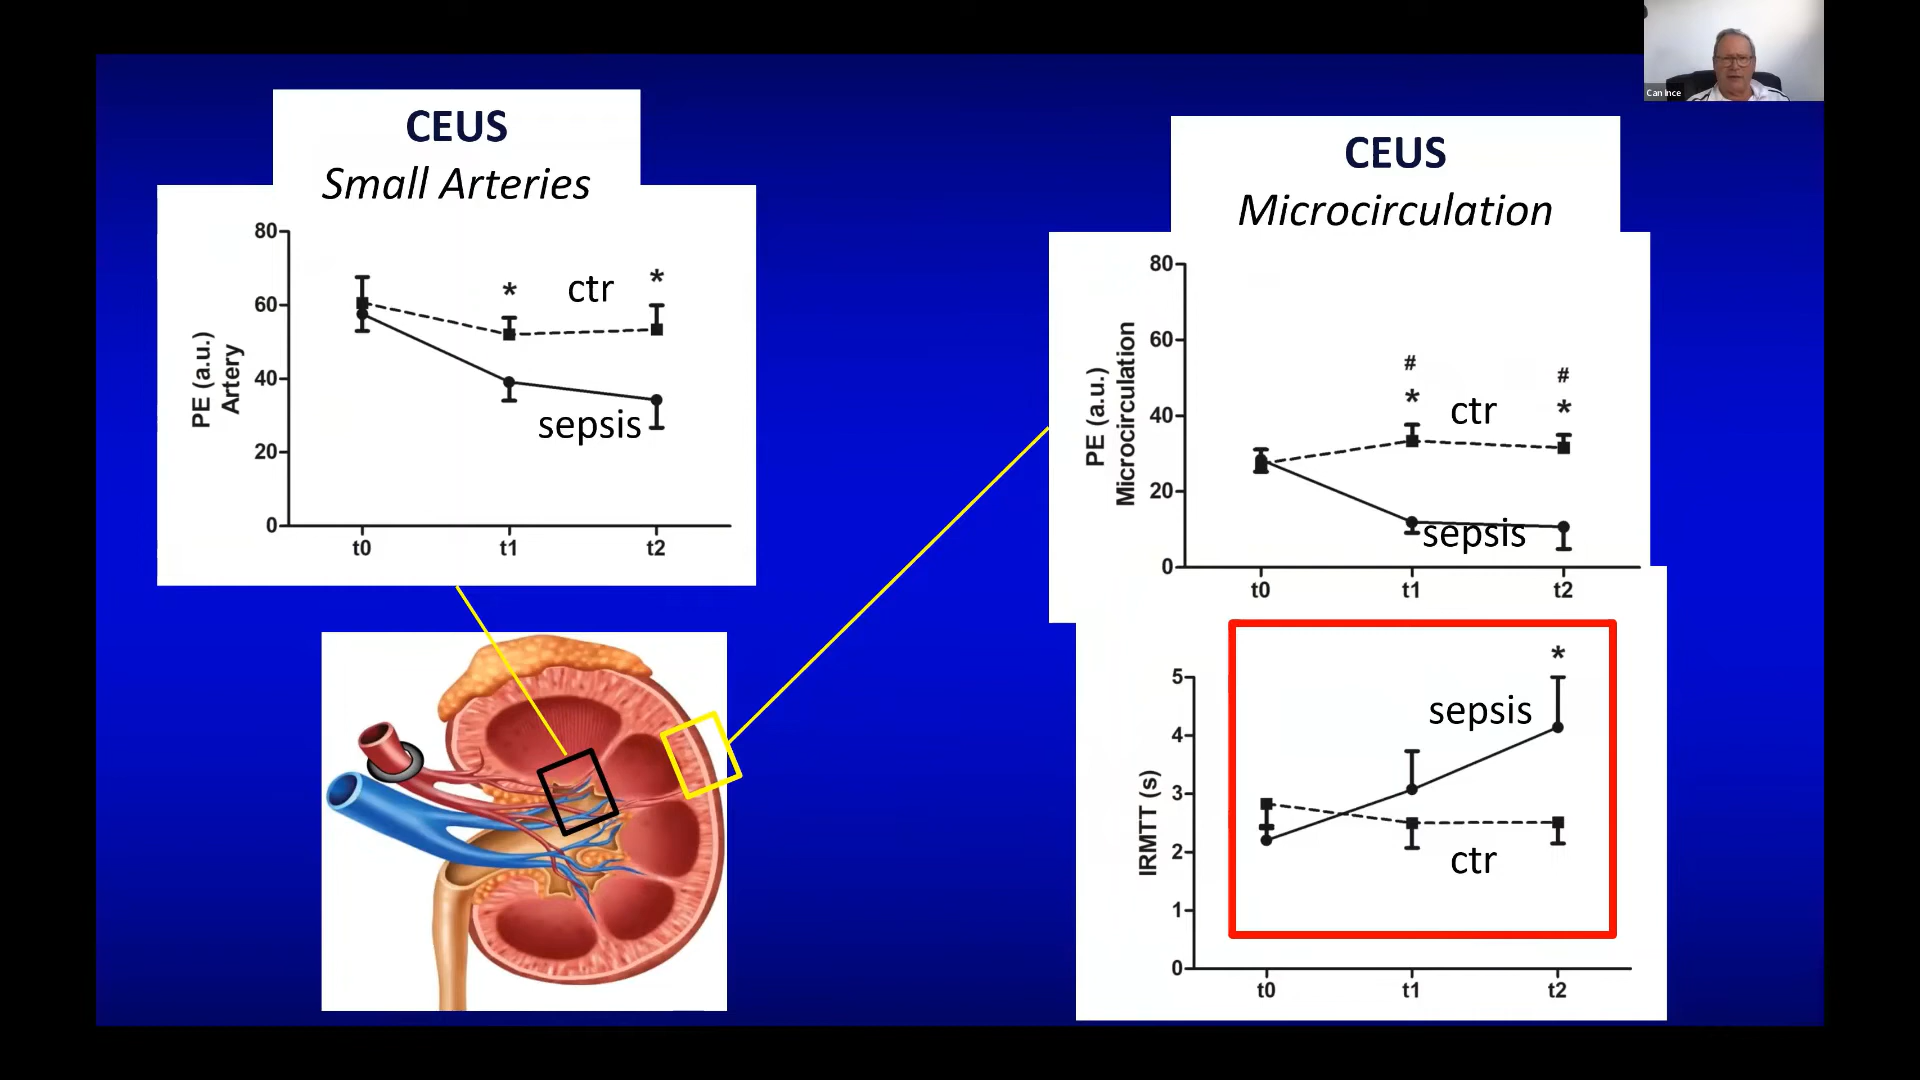 Can Ince
CEUS
Small Arteries
80
60
40
20
0
PE (a.u.)
Artery
*
*
ctr
sepsis
t0
t1
t2
CEUS
Microcirculation
80
60
40
20
0
PE (a.u.)
Microcirculation
#
*
#
*
ctr
sepsis
t0
t1
t2
5
4
3
2
1
0
IRMTT (s)
*
sepsis
ctr
t0
t1
t2